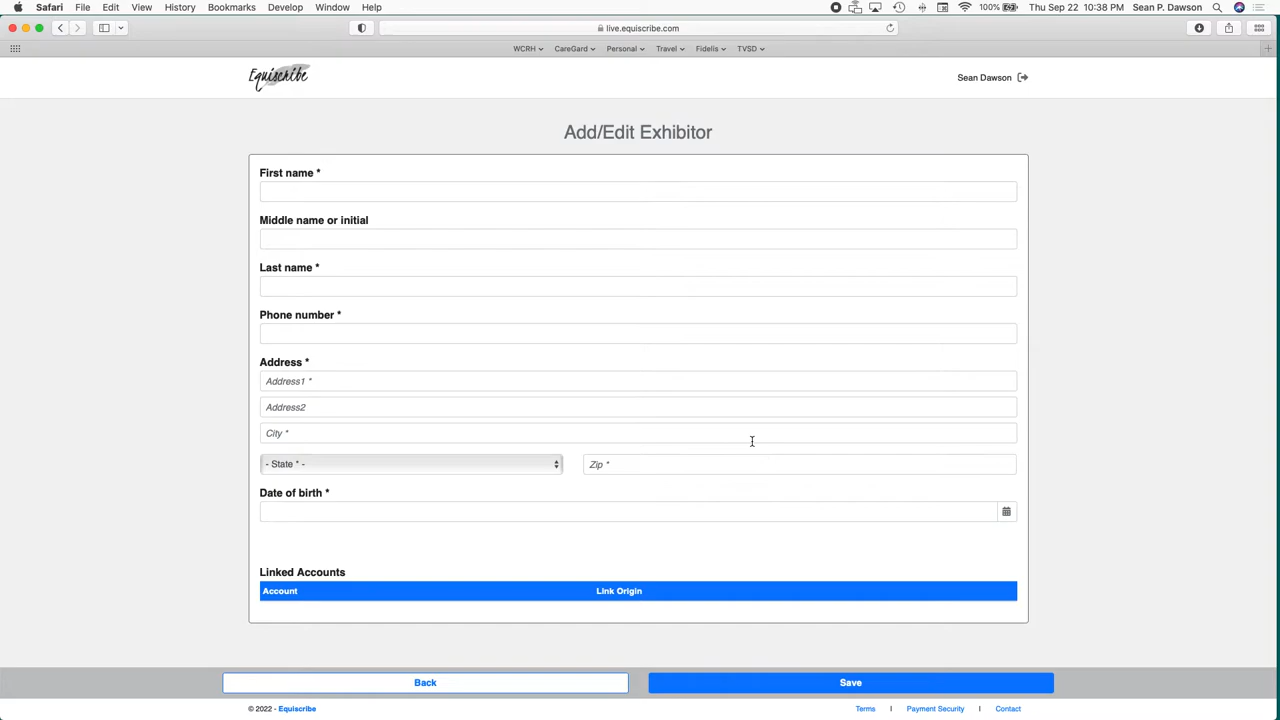 Safari File Edit View History Bookmarks Develop Window Help 100% Thu Sep 22 10:38 PM Sean P. Dawson
live.equiscribe.com
WCRH CareGard Personal Travel Fidelis TVSD
Equiscribe Sean Dawson
Add/Edit Exhibitor
First name *
Middle name or initial
Last name *
Phone number *
Address *
Address1 *
Address2
City *
- State * - Zip *
Date of birth *
Linked Accounts
Account Link Origin
Back Save
© 2022 - Equiscribe Terms | Payment Security | Contact